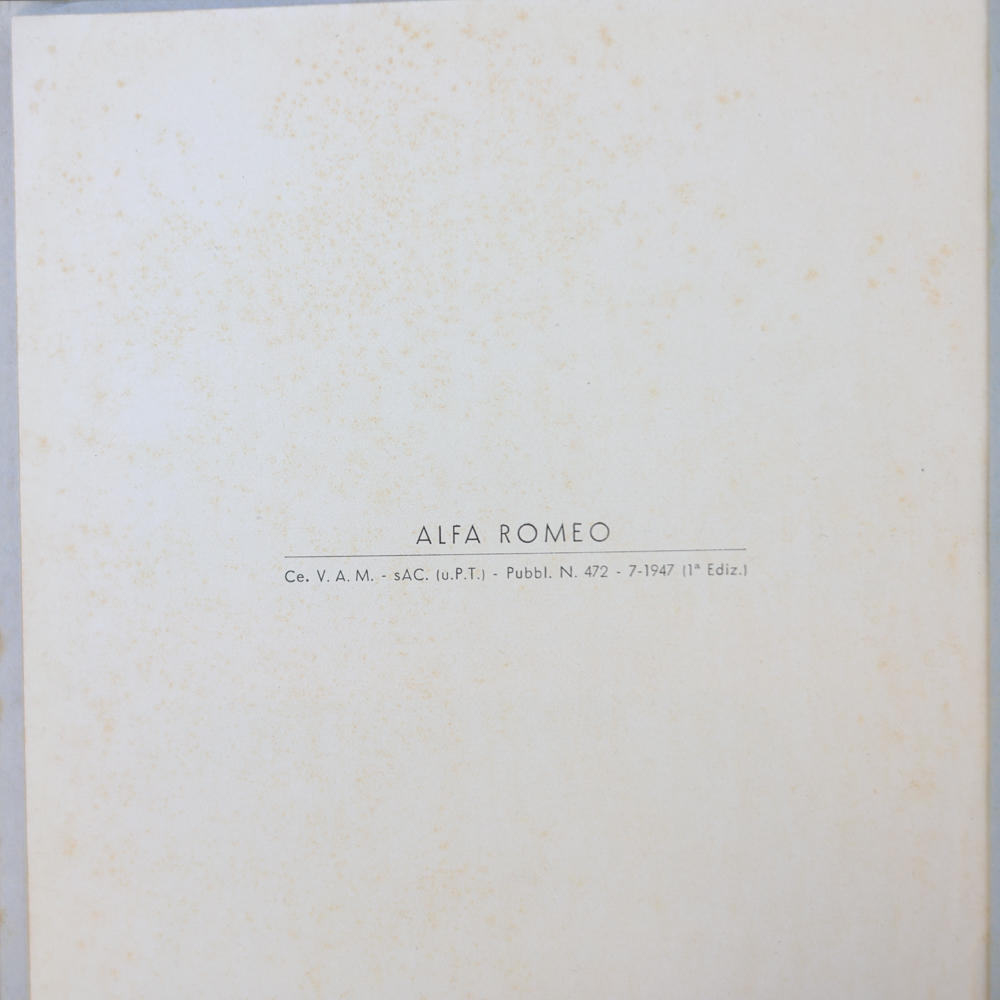 ALFA ROMEO
Ce. V. A. M. - sAC. (u.P.T.) - Pubbl. N. 472 - 7-1947 (1ª Ediz.)